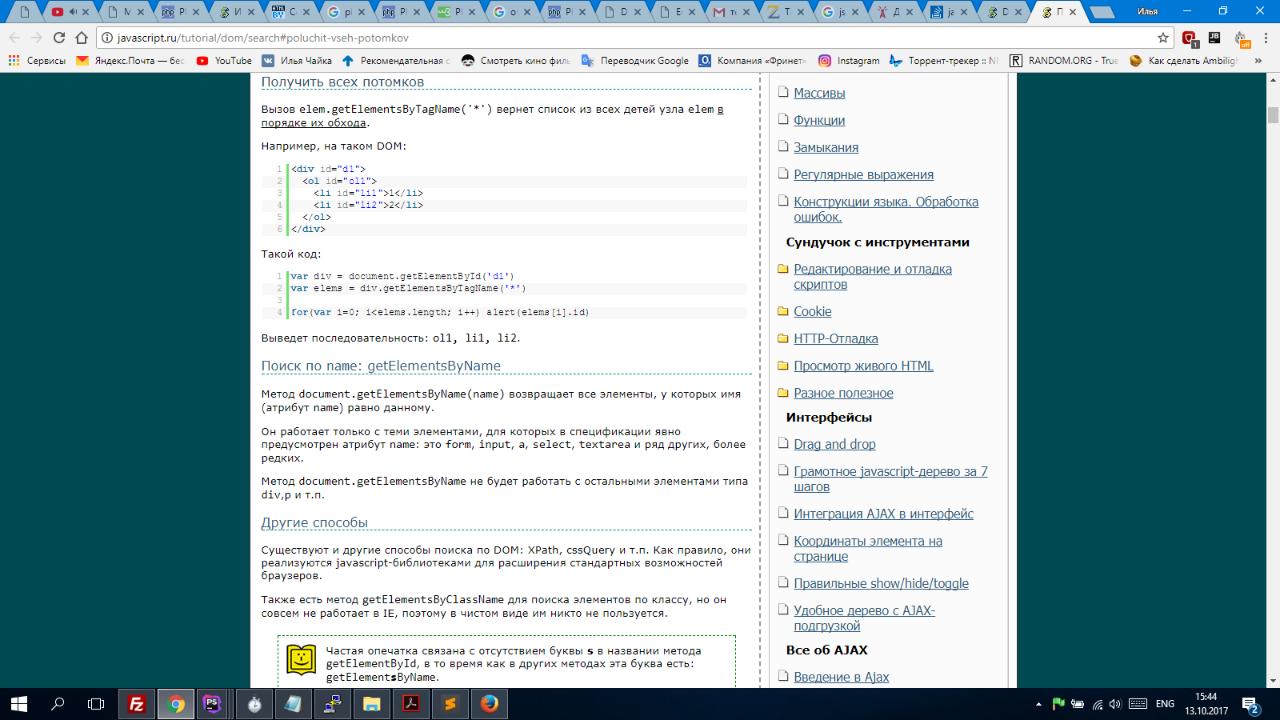 Илья
javascript.ru/tutorial/dom/search#poluchit-vseh-potomkov
Сервисы
Яндекс.Почта — бес
YouTube
Илья Чайка
Рекомендательная с
Смотреть кино фил
Переводчик Google
Компания «Фринет»
Instagram
Торрент-трекер :: N
RANDOM.ORG - True
Как сделать Ambiligh
»
Получить всех потомков
Вызов elem.getElementsByTagName('*') вернет список из всех детей узла elem в
порядке их обхода.
Например, на таком DOM:
1 <div id="d1">
2 <ol id="ol1">
3 <li id="li1">1</li>
4 <li id="li2">2</li>
5 </ol>
6 </div>
Такой код:
1 var div = document.getElementById('d1')
2 var elems = div.getElementsByTagName('*')
3
4 for(var i=0; i<elems.length; i++) alert(elems[i].id)
Выведет последовательность: ol1, li1, li2.
Поиск по name: getElementsByName
Метод document.getElementsByName(name) возвращает все элементы, у которых имя
(атрибут name) равно данному.
Он работает только с теми элементами, для которых в спецификации явно
предусмотрен атрибут name: это form, input, a, select, textarea и ряд других, более
редких.
Метод document.getElementsByName не будет работать с остальными элементами типа
div,p и т.п.
Другие способы
Существуют и другие способы поиска по DOM: XPath, cssQuery и т.п. Как правило, они
реализуются javascript-библиотеками для расширения стандартных возможностей
браузеров.
Также есть метод getElementsByClassName для поиска элементов по классу, но он
совсем не работает в IE, поэтому в чистом виде им никто не пользуется.
Частая опечатка связана с отсутствием буквы s в названии метода
getElementById, в то время как в других методах эта буква есть:
getElementsByName.
Массивы
Функции
Замыкания
Регулярные выражения
Конструкции языка. Обработка
ошибок.
Сундучок с инструментами
Редактирование и отладка
скриптов
Cookie
HTTP-Отладка
Просмотр живого HTML
Разное полезное
Интерфейсы
Drag and drop
Грамотное javascript-дерево за 7
шагов
Интеграция AJAX в интерфейс
Координаты элемента на
странице
Правильные show/hide/toggle
Удобное дерево с AJAX-
подгрузкой
Все об AJAX
Введение в Ajax
ENG
15:44
13.10.2017
2